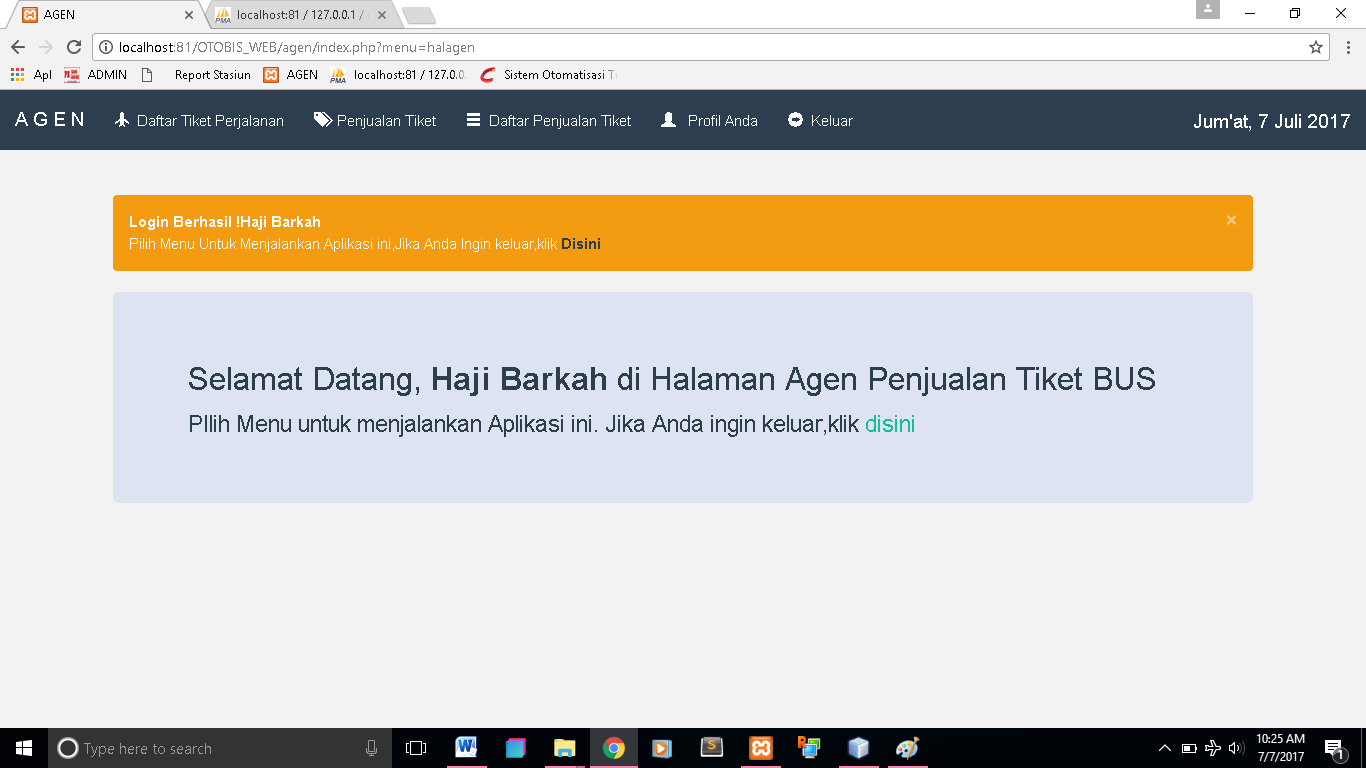 AGEN
localhost:81 / 127.0.0.1 /
localhost:81/OTOBIS_WEB/agen/index.php?menu=halagen
Apl ADMIN Report Stasiun AGEN localhost:81 / 127.0.0. Sistem Otomatisasi Ti
AGEN Daftar Tiket Perjalanan Penjualan Tiket Daftar Penjualan Tiket Profil Anda Keluar Jum'at, 7 Juli 2017
Login Berhasil !Haji Barkah ×
Pilih Menu Untuk Menjalankan Aplikasi ini,Jika Anda Ingin keluar,klik Disini
Selamat Datang, Haji Barkah di Halaman Agen Penjualan Tiket BUS
PIlih Menu untuk menjalankan Aplikasi ini. Jika Anda ingin keluar,klik disini
Type here to search
10:25 AM
7/7/2017
1